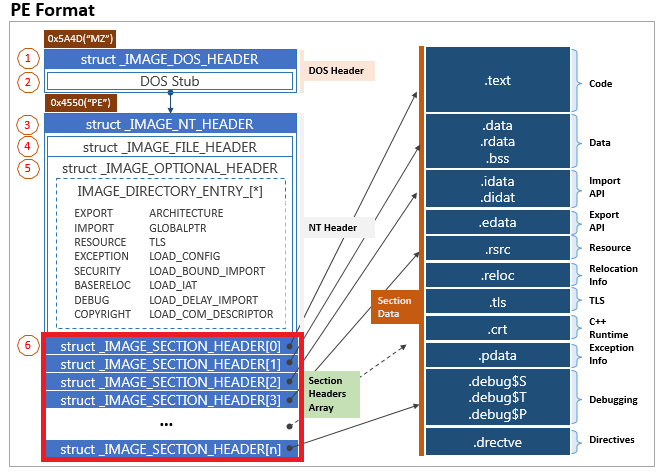 PE Format
0x5A4D("MZ")
1
struct _IMAGE_DOS_HEADER
2
DOS Stub
DOS Header
0x4550("PE")
3
struct _IMAGE_NT_HEADER
4
struct _IMAGE_FILE_HEADER
5
struct _IMAGE_OPTIONAL_HEADER
IMAGE_DIRECTORY_ENTRY_[*]
EXPORT ARCHITECTURE
IMPORT GLOBALPTR
RESOURCE TLS
EXCEPTION LOAD_CONFIG
SECURITY LOAD_BOUND_IMPORT
BASERELOC LOAD_IAT
DEBUG LOAD_DELAY_IMPORT
COPYRIGHT LOAD_COM_DESCRIPTOR
NT Header
6
struct _IMAGE_SECTION_HEADER[0]
struct _IMAGE_SECTION_HEADER[1]
struct _IMAGE_SECTION_HEADER[2]
struct _IMAGE_SECTION_HEADER[3]
...
struct _IMAGE_SECTION_HEADER[n]
Section
Headers
Array
Section
Data
.text
Code
.data
.rdata
.bss
Data
.idata
.didat
Import
API
.edata
Export
API
.rsrc
Resource
.reloc
Relocation
Info
.tls
TLS
.crt
C++
Runtime
.pdata
Exception
Info
.debug$S
.debug$T
.debug$P
Debugging
.drectve
Directives